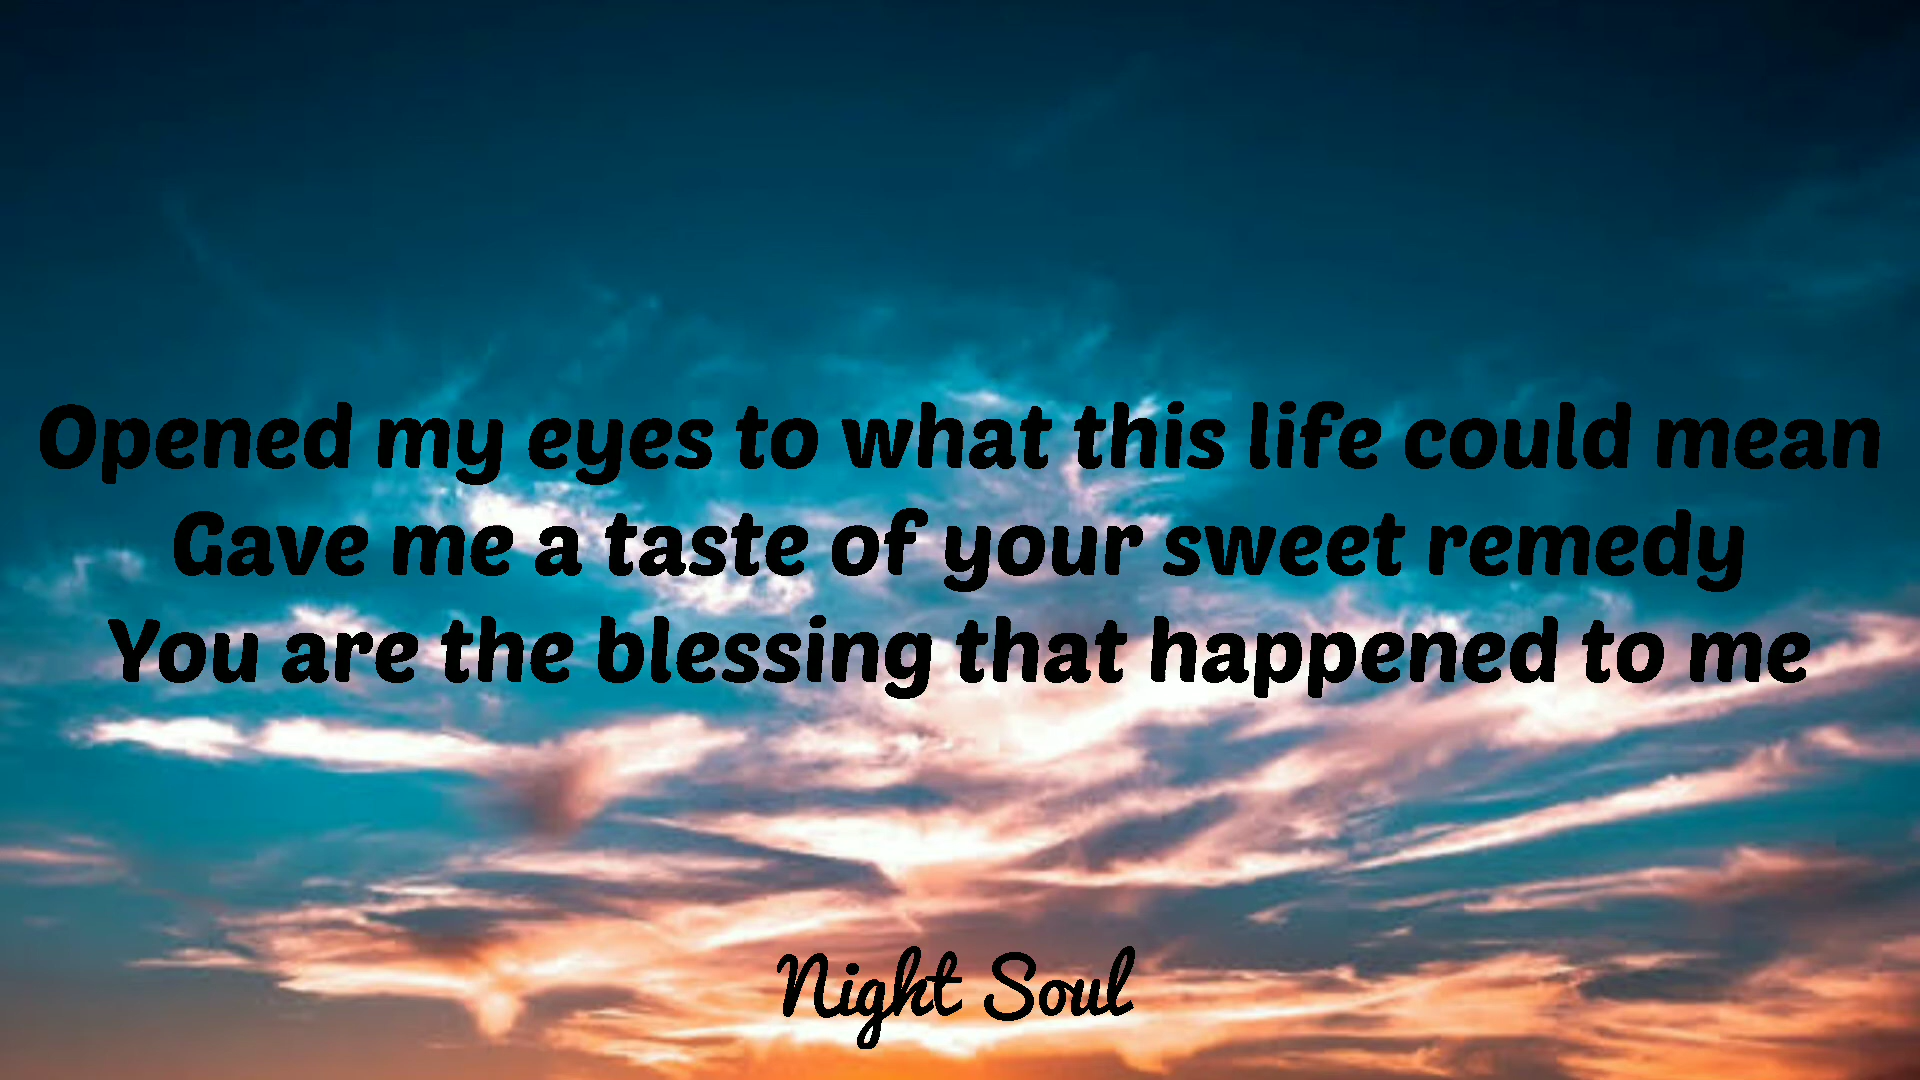 Opened my eyes to what this life could mean
Gave me a taste of your sweet remedy
You are the blessing that happened to me
Night Soul